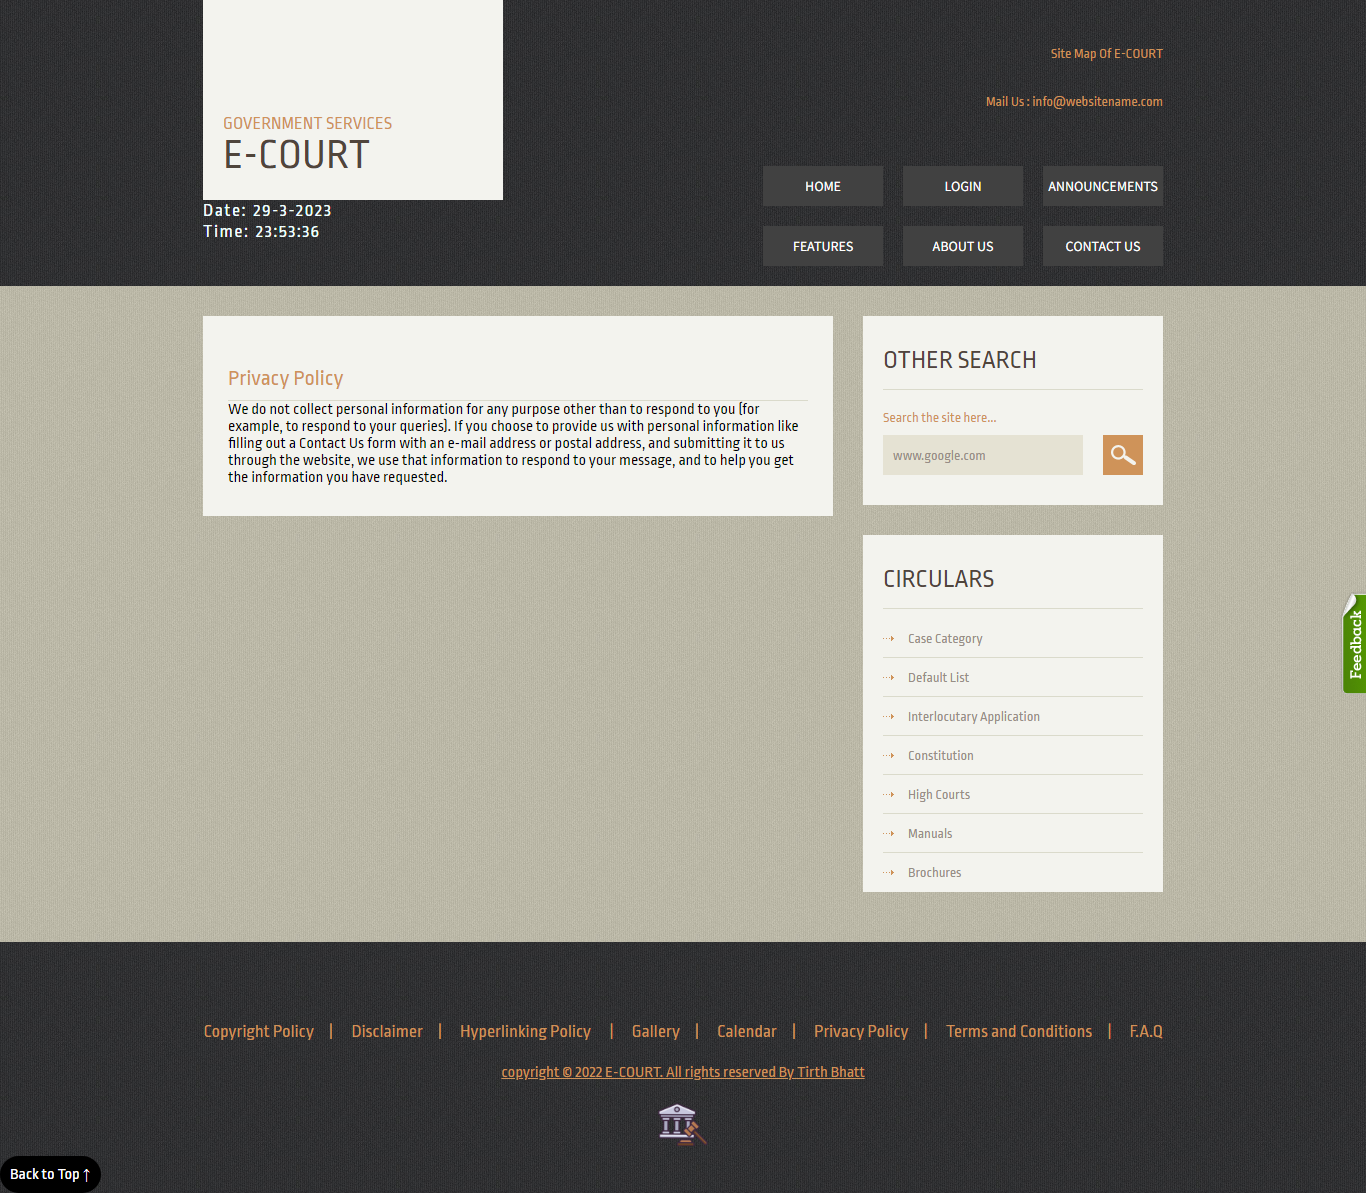 GOVERNMENT SERVICES
E-COURT
Date: 29-3-2023
Time: 23:53:36
Site Map Of E-COURT
Mail Us : info@websitename.com
HOME LOGIN ANNOUNCEMENTS
FEATURES ABOUT US CONTACT US
Privacy Policy
We do not collect personal information for any purpose other than to respond to you (for
example, to respond to your queries). If you choose to provide us with personal information like
filling out a Contact Us form with an e-mail address or postal address, and submitting it to us
through the website, we use that information to respond to your message, and to help you get
the information you have requested.
OTHER SEARCH
Search the site here...
www.google.com
CIRCULARS
Case Category
Default List
Interlocutary Application
Constitution
High Courts
Manuals
Brochures
Feedback
Copyright Policy | Disclaimer | Hyperlinking Policy | Gallery | Calendar | Privacy Policy | Terms and Conditions | F.A.Q
copyright © 2022 E-COURT. All rights reserved By Tirth Bhatt
Back to Top ↑